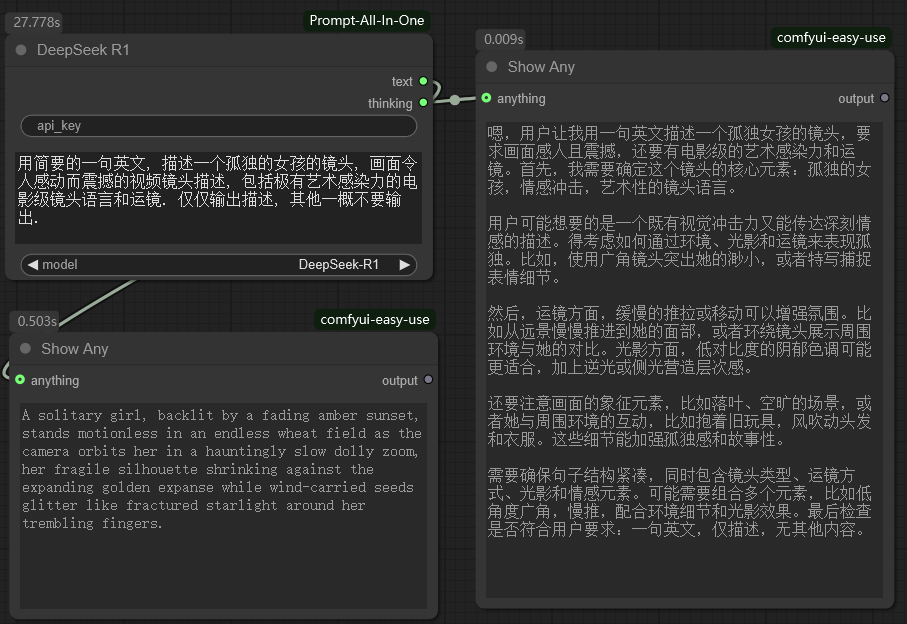 27.778s
Prompt-All-In-One
DeepSeek R1
text
thinking
api_key
用简要的一句英文，描述一个孤独的女孩的镜头，画面令
人感动而震撼的视频镜头描述，包括极有艺术感染力的电
影级镜头语言和运镜．仅仅输出描述，其他一概不要输
出．
model
DeepSeek-R1
0.503s
comfyui-easy-use
Show Any
anything
output
A solitary girl, backlit by a fading amber sunset,
stands motionless in an endless wheat field as the
camera orbits her in a hauntingly slow dolly zoom,
her fragile silhouette shrinking against the
expanding golden expanse while wind-carried seeds
glitter like fractured starlight around her
trembling fingers.
0.009s
comfyui-easy-use
Show Any
anything
output
嗯，用户让我用一句英文描述一个孤独女孩的镜头，要
求画面感人且震撼，还要有电影级的艺术感染力和运
镜。首先，我需要确定这个镜头的核心元素：孤独的女
孩，情感冲击，艺术性的镜头语言。
用户可能想要的是一个既有视觉冲击力又能传达深刻情
感的描述。得考虑如何通过环境、光影和运镜来表现孤
独。比如，使用广角镜头突出她的渺小，或者特写捕捉
表情细节。
然后，运镜方面，缓慢的推拉或移动可以增强氛围。比
如从远景慢慢推进到她的面部，或者环绕镜头展示周围
环境与她的对比。光影方面，低对比度的阴郁色调可能
更适合，加上逆光或侧光营造层次感。
还要注意画面的象征元素，比如落叶、空旷的场景，或
者她与周围环境的互动，比如抱着旧玩具，风吹动头发
和衣服。这些细节能加强孤独感和故事性。
需要确保句子结构紧凑，同时包含镜头类型、运镜方
式、光影和情感元素。可能需要组合多个元素，比如低
角度广角，慢推，配合环境细节和光影效果。最后检查
是否符合用户要求：一句英文，仅描述，无其他内容。